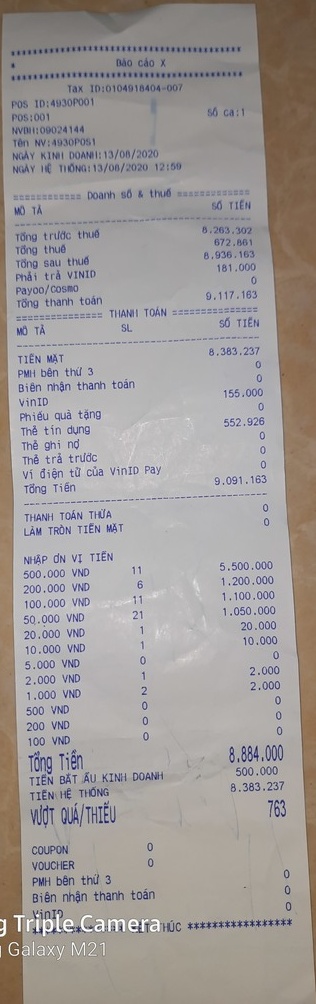 ****************************************
* Báo cáo X
****************************************
Tax ID:0104918404-007
POS ID:4930P001
POS:001 Số ca:1
NVBH:09024144
Tên NV:4930POS1
NGÀY KINH DOANH:13/08/2020
NGÀY HỆ THỐNG:13/08/2020 12:59
============ Doanh số & thuế ============
MÔ TẢ SỐ TIỀN
Tổng trước thuế 8.263.302
Tổng thuế 672.861
Tổng sau thuế 8.936.163
Phải trả VINID 181.000
Payoo/Cosmo 0
Tổng thanh toán 9.117.163
=============== THANH TOÁN ===============
MÔ TẢ SL SỐ TIỀN
TIỀN MẶT 8.383.237
PMH bên thứ 3 0
Biên nhận thanh toán 0
VinID 155.000
Phiếu quà tặng 0
Thẻ tín dụng 552.926
Thẻ ghi nợ 0
Thẻ trả trước 0
Ví điện tử của VinID Pay 0
Tổng Tiền 9.091.163
THANH TOÁN THỪA 0
LÀM TRÒN TIỀN MẶT 0
NHẬP ƠN VỊ TIỀN
500.000 VND 11 5.500.000
200.000 VND 6 1.200.000
100.000 VND 11 1.100.000
50.000 VND 21 1.050.000
20.000 VND 1 20.000
10.000 VND 1 10.000
5.000 VND 0 0
2.000 VND 1 2.000
1.000 VND 2 2.000
500 VND 0 0
200 VND 0 0
100 VND 0 0
Tổng Tiền 8.884.000
TIỀN BẮT ẦU KINH DOANH 500.000
TIỀN HỆ THỐNG 8.383.237
VƯỢT QUÁ/THIẾU 763
COUPON 0
VOUCHER 0
PMH bên thứ 3 0
Biên nhận thanh toán 0
VinID 0
THÚC *****************
g Triple Camera
Galaxy M21